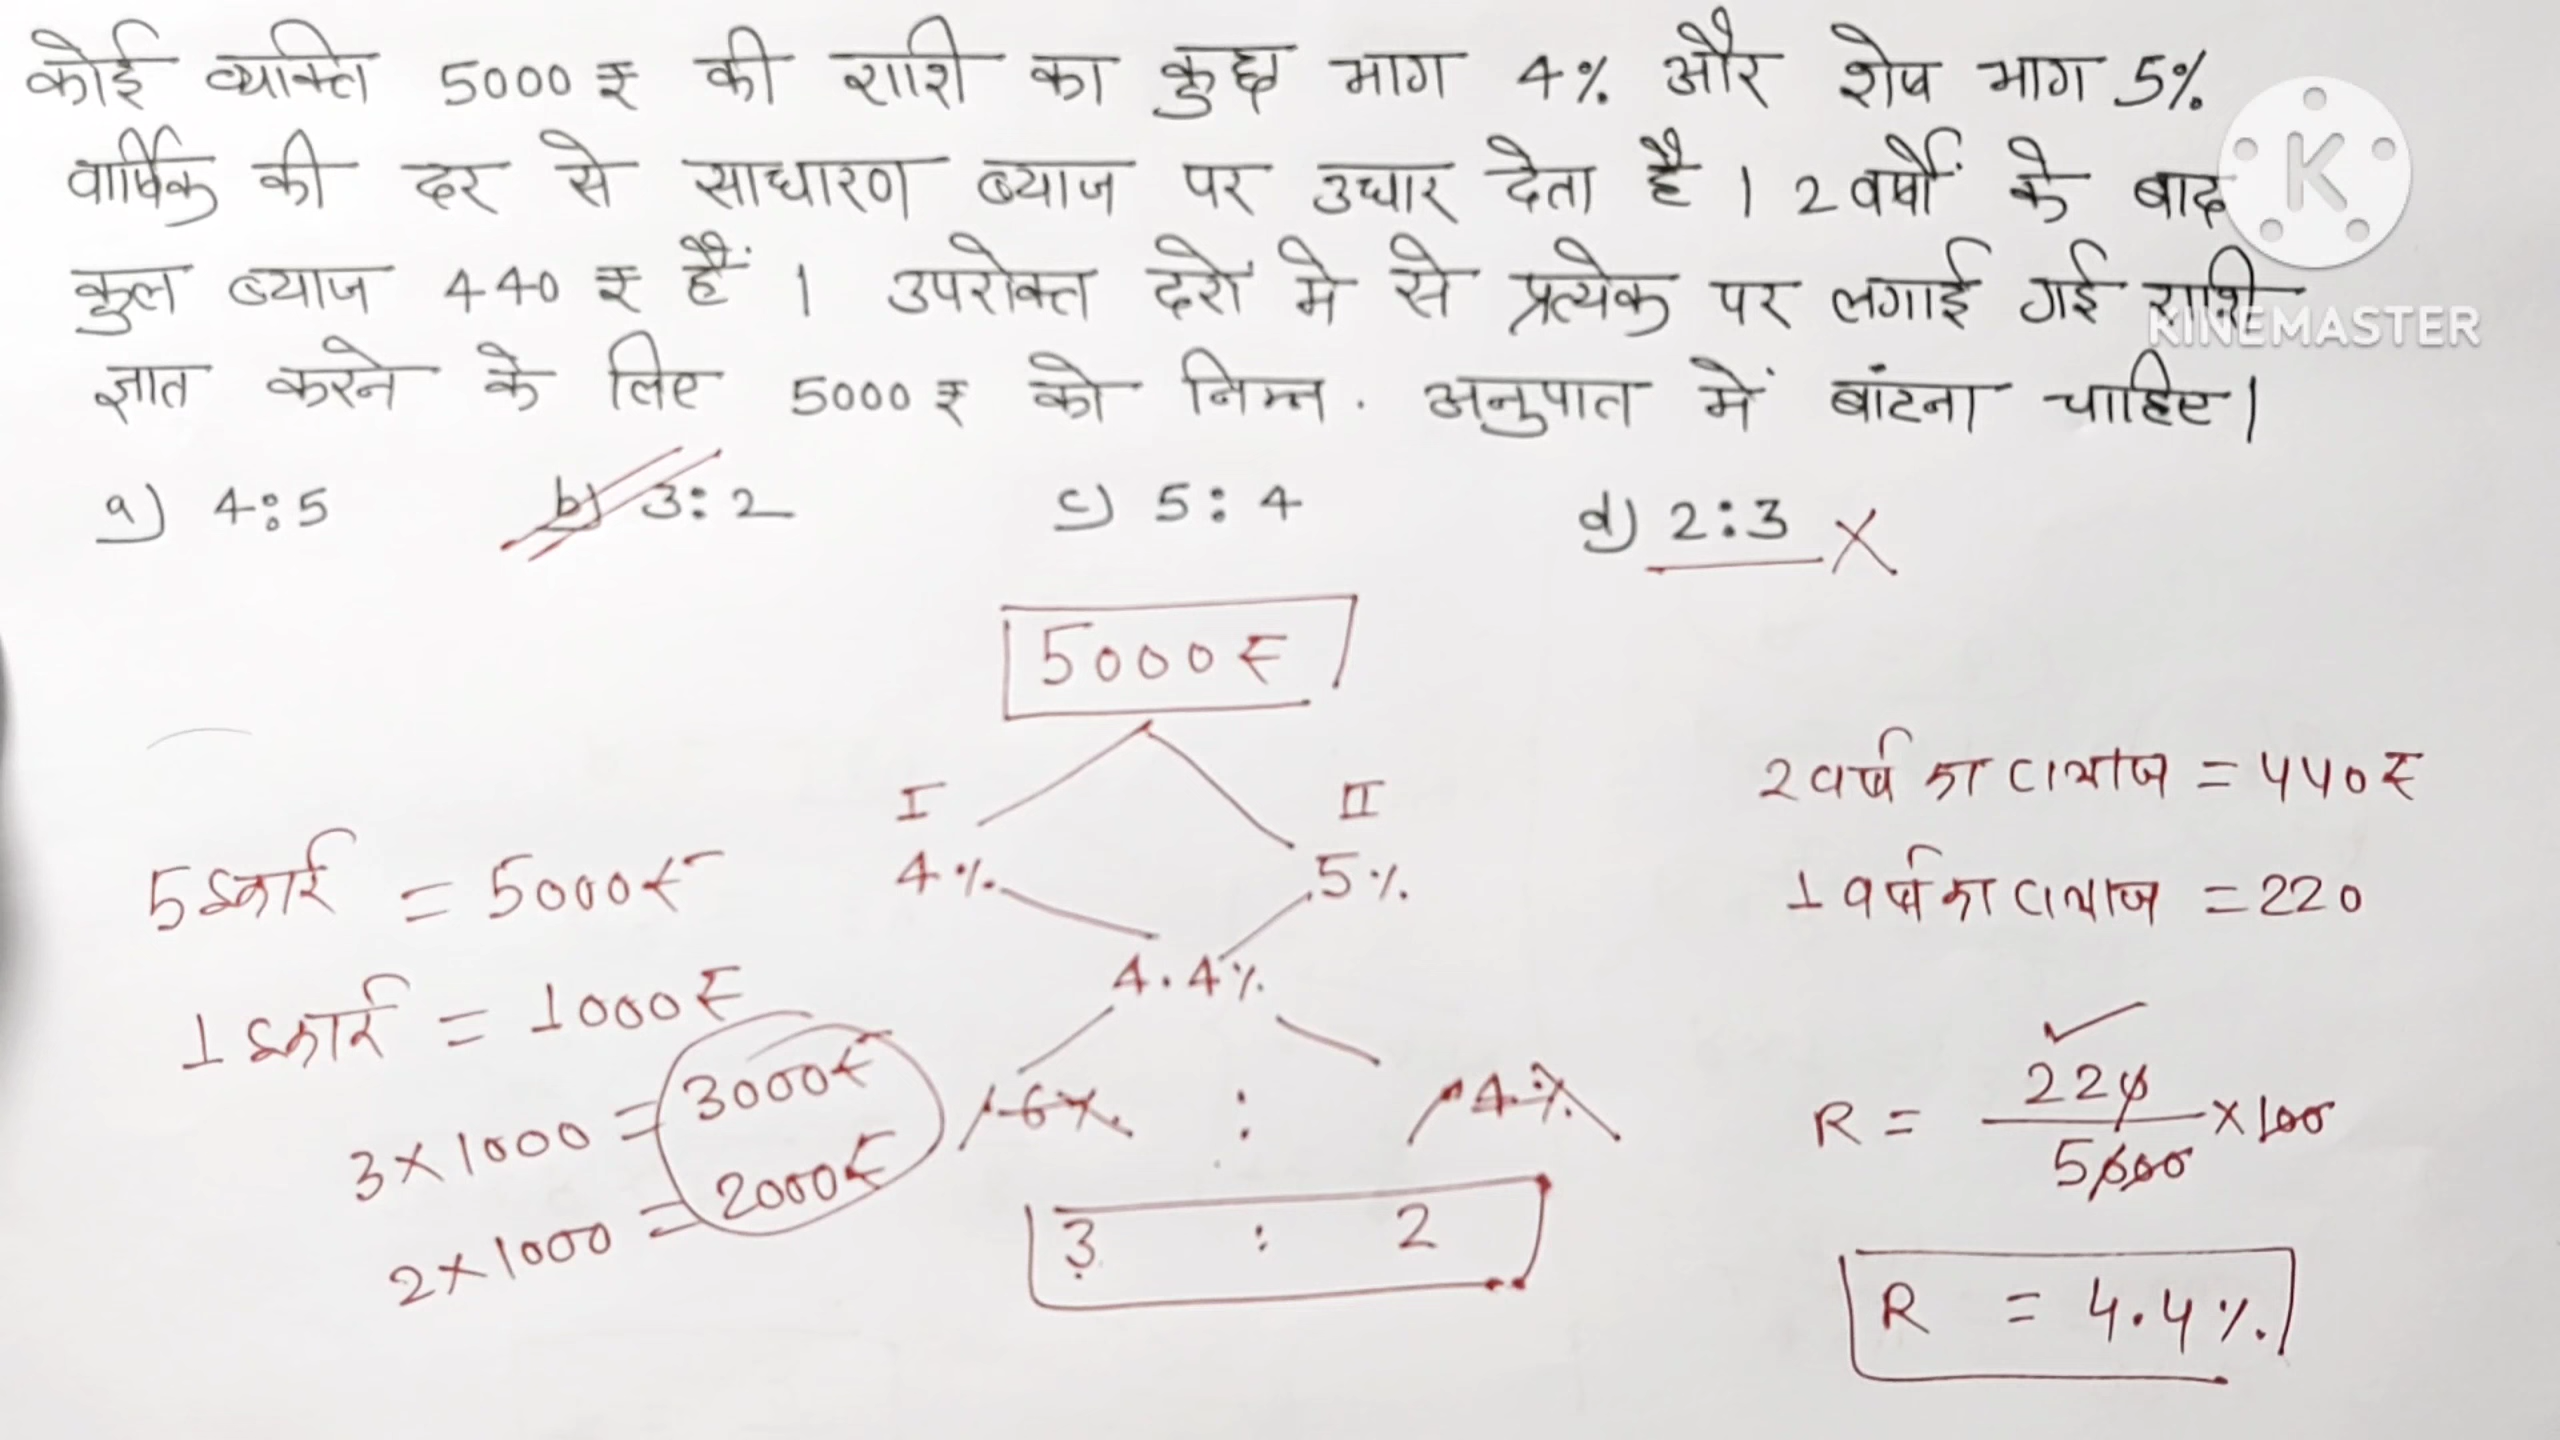 कोई व्यक्ति 5000 ₹ की राशि का कुछ भाग 4% और शेष भाग 5%
वार्षिक की दर से साधारण ब्याज पर उधार देता है । 2 वर्षों के बाद
कुल ब्याज 440 ₹ हैं । उपरोक्त दरों मे से प्रत्येक पर लगाई गई राशि
ज्ञात करने के लिए 5000 ₹ को निम्न . अनुपात में बांटना चाहिए ।
a) 4:5 b) 3:2 c) 5:4 d) 2:3 X
K
KINEMASTER
5000 ₹
I II
4% 5%
4.4%
.6% : .4%
3 : 2
5 इकाई = 5000 ₹
1 इकाई = 1000 ₹
3 × 1000 = 3000 ₹
2 × 1000 = 2000 ₹
2 वर्ष का ब्याज = 440 ₹
1 वर्ष का ब्याज = 220
R = 220/5000 × 100
R = 4.4%